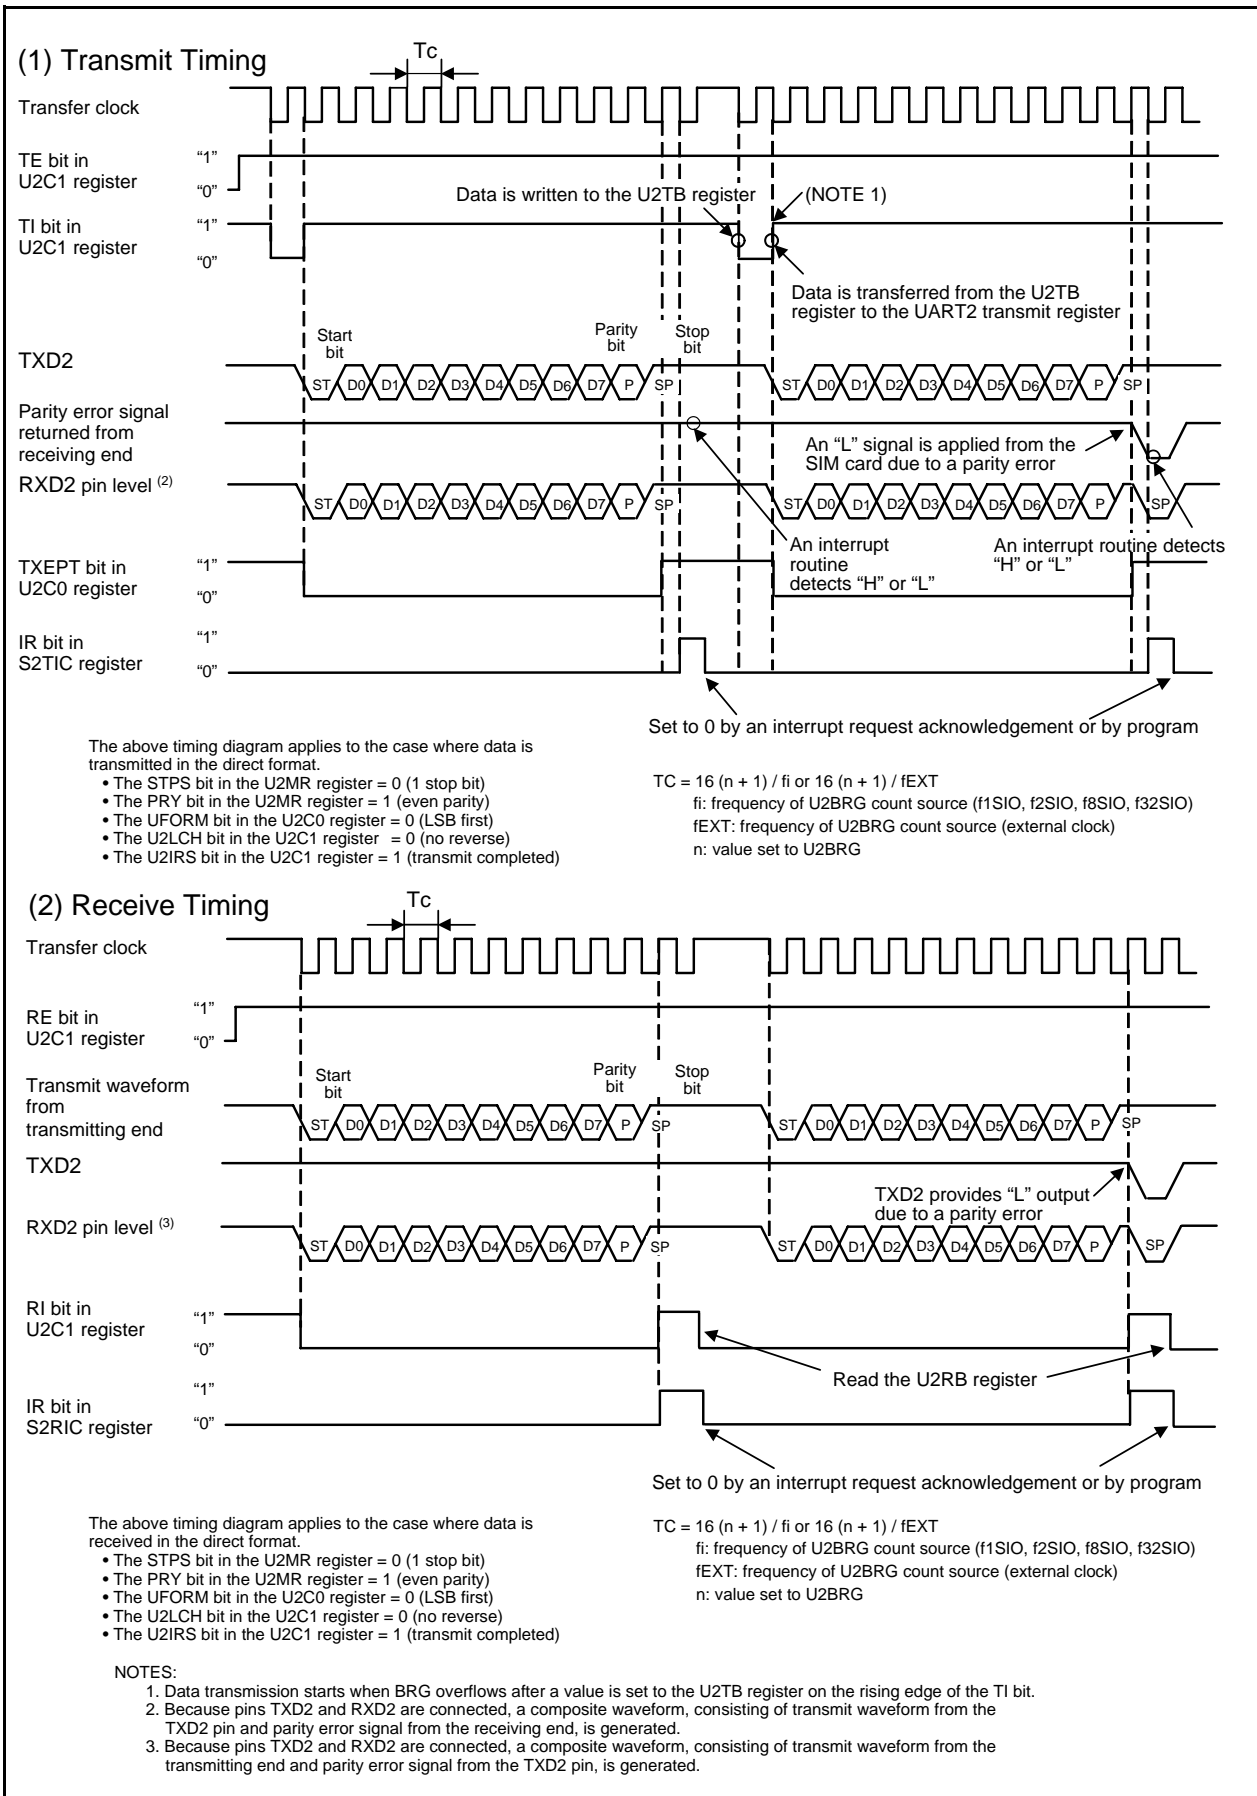 (1) Transmit Timing
Tc
Transfer clock
TE bit in
U2C1 register
“1”
“0”
Data is written to the U2TB register
(NOTE 1)
TI bit in
U2C1 register
“1”
“0”
Data is transferred from the U2TB
register to the UART2 transmit register
Start
bit
Parity
bit
Stop
bit
TXD2
ST D0 D1 D2 D3 D4 D5 D6 D7 P SP
ST D0 D1 D2 D3 D4 D5 D6 D7 P SP
Parity error signal
returned from
receiving end
An “L” signal is applied from the
SIM card due to a parity error
RXD2 pin level (2)
ST D0 D1 D2 D3 D4 D5 D6 D7 P SP
ST D0 D1 D2 D3 D4 D5 D6 D7 P SP
An interrupt
routine
detects “H” or “L”
An interrupt routine detects
“H” or “L”
TXEPT bit in
U2C0 register
“1”
“0”
IR bit in
S2TIC register
“1”
“0”
Set to 0 by an interrupt request acknowledgement or by program
The above timing diagram applies to the case where data is
transmitted in the direct format.
• The STPS bit in the U2MR register = 0 (1 stop bit)
• The PRY bit in the U2MR register = 1 (even parity)
• The UFORM bit in the U2C0 register = 0 (LSB first)
• The U2LCH bit in the U2C1 register = 0 (no reverse)
• The U2IRS bit in the U2C1 register = 1 (transmit completed)
TC = 16 (n + 1) / fi or 16 (n + 1) / fEXT
fi: frequency of U2BRG count source (f1SIO, f2SIO, f8SIO, f32SIO)
fEXT: frequency of U2BRG count source (external clock)
n: value set to U2BRG
(2) Receive Timing
Tc
Transfer clock
RE bit in
U2C1 register
“1”
“0”
Start
bit
Parity
bit
Stop
bit
Transmit waveform
from
transmitting end
ST D0 D1 D2 D3 D4 D5 D6 D7 P SP
ST D0 D1 D2 D3 D4 D5 D6 D7 P SP
TXD2
TXD2 provides “L” output
due to a parity error
RXD2 pin level (3)
ST D0 D1 D2 D3 D4 D5 D6 D7 P SP
ST D0 D1 D2 D3 D4 D5 D6 D7 P SP
RI bit in
U2C1 register
“1”
“0”
Read the U2RB register
IR bit in
S2RIC register
“1”
“0”
Set to 0 by an interrupt request acknowledgement or by program
The above timing diagram applies to the case where data is
received in the direct format.
• The STPS bit in the U2MR register = 0 (1 stop bit)
• The PRY bit in the U2MR register = 1 (even parity)
• The UFORM bit in the U2C0 register = 0 (LSB first)
• The U2LCH bit in the U2C1 register = 0 (no reverse)
• The U2IRS bit in the U2C1 register = 1 (transmit completed)
TC = 16 (n + 1) / fi or 16 (n + 1) / fEXT
fi: frequency of U2BRG count source (f1SIO, f2SIO, f8SIO, f32SIO)
fEXT: frequency of U2BRG count source (external clock)
n: value set to U2BRG
NOTES:
1. Data transmission starts when BRG overflows after a value is set to the U2TB register on the rising edge of the TI bit.
2. Because pins TXD2 and RXD2 are connected, a composite waveform, consisting of transmit waveform from the
TXD2 pin and parity error signal from the receiving end, is generated.
3. Because pins TXD2 and RXD2 are connected, a composite waveform, consisting of transmit waveform from the
transmitting end and parity error signal from the TXD2 pin, is generated.